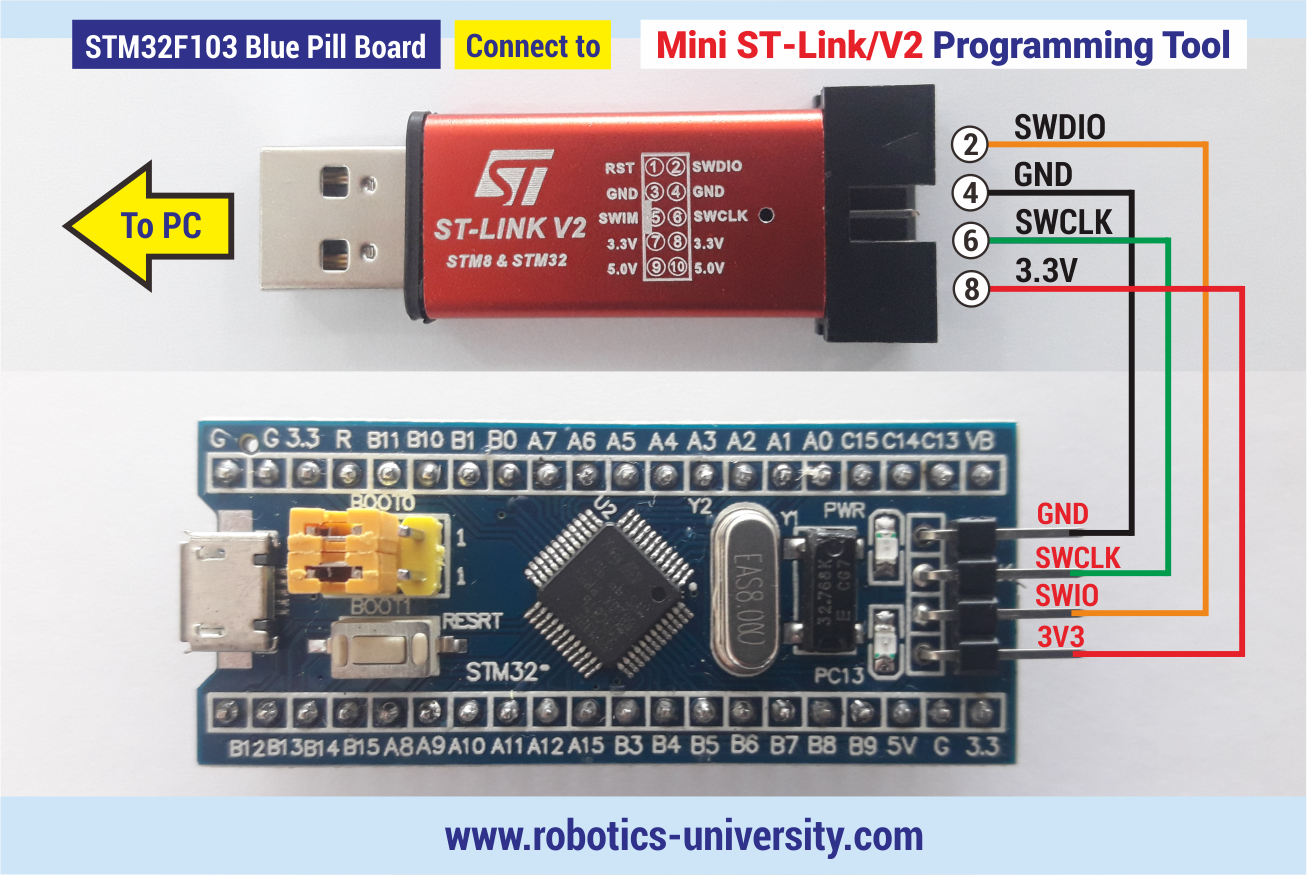 STM32F103 Blue Pill Board Connect to Mini ST-Link/V2 Programming Tool
To PC
ST
ST-LINK V2
STM8 & STM32
RST 1 2 SWDIO
GND 3 4 GND
SWIM 5 6 SWCLK
3.3V 7 8 3.3V
5.0V 9 10 5.0V
2 SWDIO
4 GND
6 SWCLK
8 3.3V
G G 3.3 R B11 B10 B1 B0 A7 A6 A5 A4 A3 A2 A1 A0 C15 C14 C13 VB
BOOT0
1
1
BOOT1
RESRT
STM32
U2
Y2
EAS8.00J
Y1
32.768K
E CG7
PWR
PC13
GND
SWCLK
SWIO
3V3
B12 B13 B14 B15 A8 A9 A10 A11 A12 A15 B3 B4 B5 B6 B7 B8 B9 5V G 3.3
www.robotics-university.com